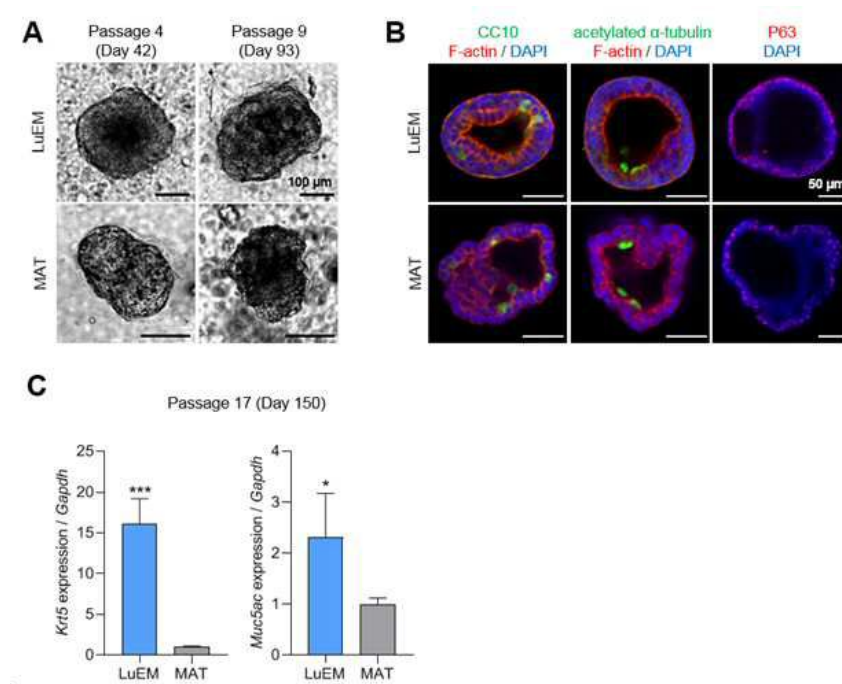 A
Passage 4
(Day 42)
Passage 9
(Day 93)
LuEM
100 µm
MAT
B
CC10
F-actin / DAPI
acetylated α-tubulin
F-actin / DAPI
P63
DAPI
LuEM
50 µm
MAT
C
Passage 17 (Day 150)
Krt5 expression / Gapdh
25
20
15
10
5
0
***
LuEM
MAT
Muc5ac expression / Gapdh
4
3
2
1
0
*
LuEM
MAT